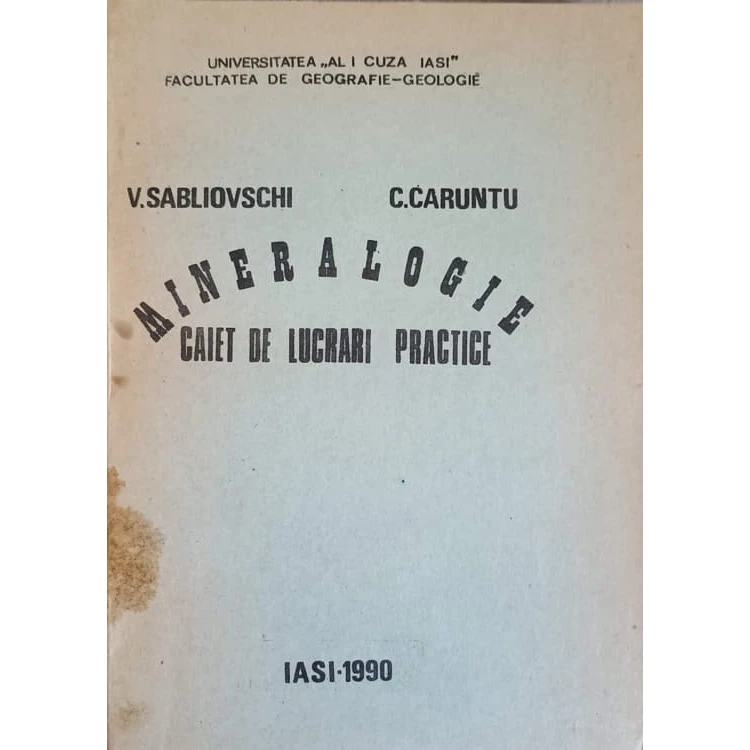 UNIVERSITATEA „AL I CUZA IASI"
FACULTATEA DE GEOGRAFIE-GEOLOGIE
V.SABLIOVSCHI C.CARUNTU
MINERALOGIE
CAIET DE LUCRARI PRACTICE
IASI-1990